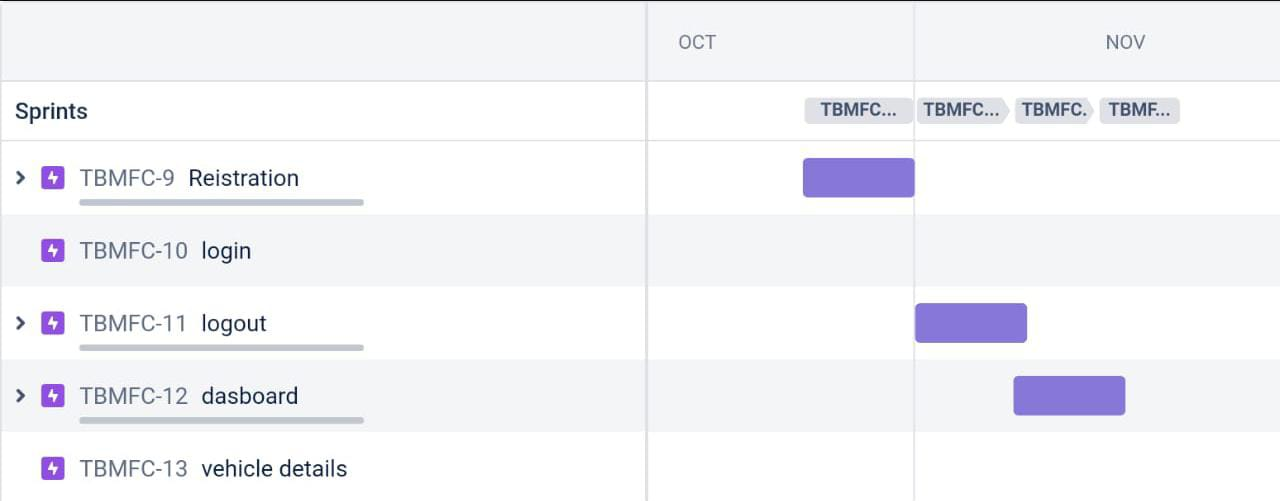 OCT NOV
Sprints TBMFC... TBMFC... TBMFC. TBMF...
TBMFC-9 Reistration
TBMFC-10 login
TBMFC-11 logout
TBMFC-12 dasboard
TBMFC-13 vehicle details